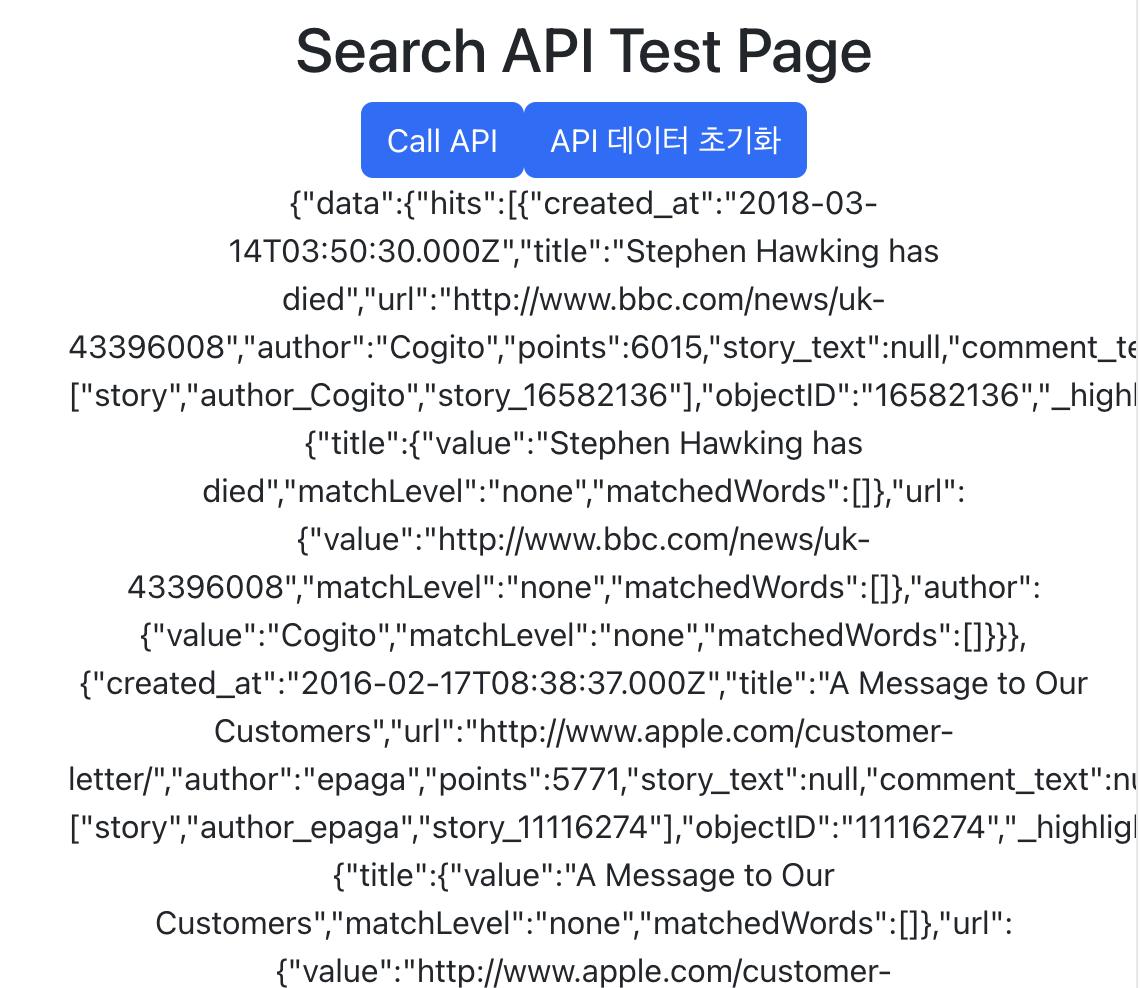 Search API Test Page
Call API API 데이터 초기화
{"data":{"hits":[{"created_at":"2018-03-
14T03:50:30.000Z","title":"Stephen Hawking has
died","url":"http://www.bbc.com/news/uk-
43396008","author":"Cogito","points":6015,"story_text":null,"comment_te
["story","author_Cogito","story_16582136"],"objectID":"16582136","_highl
{"title":{"value":"Stephen Hawking has
died","matchLevel":"none","matchedWords":[]},"url":
{"value":"http://www.bbc.com/news/uk-
43396008","matchLevel":"none","matchedWords":[]},"author":
{"value":"Cogito","matchLevel":"none","matchedWords":[]}}},
{"created_at":"2016-02-17T08:38:37.000Z","title":"A Message to Our
Customers","url":"http://www.apple.com/customer-
letter/","author":"epaga","points":5771,"story_text":null,"comment_text":nu
["story","author_epaga","story_11116274"],"objectID":"11116274","_highlig
{"title":{"value":"A Message to Our
Customers","matchLevel":"none","matchedWords":[]},"url":
{"value":"http://www.apple.com/customer-